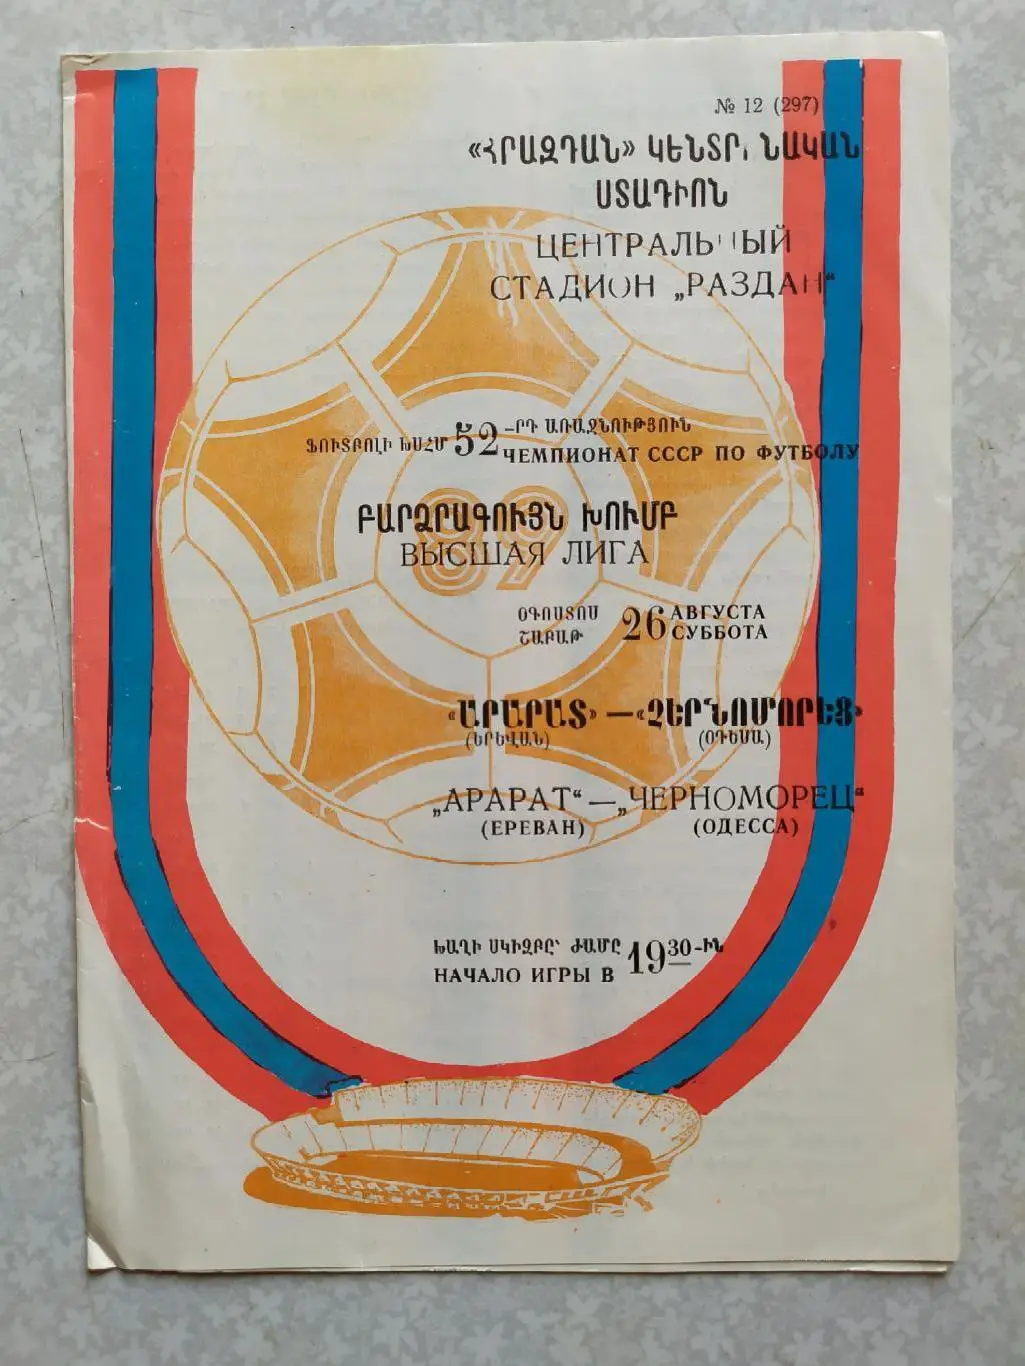 № 12 (297)
«ՀՐԱԶԴԱՆ» ԿԵՆՏՐ, ՆԱԿԱՆ
ՍՏԱԴԻՈՆ
ЦЕНТРАЛЬНЫЙ
СТАДИОН „РАЗДАН“
ՖՈՒՏԲՈԼԻ ԽՍՀՄ 52 -ՐԴ ԱՌԱՋՆՈՒԹՅՈՒՆ
ЧЕМПИОНАТ СССР ПО ФУТБОЛУ
89
ԲԱՐՁՐԱԳՈՒՅՆ ԽՈՒՄԲ
ВЫСШАЯ ЛИГА
ՕԳՈՍՏՈՍ 26 АВГУСТА
ՇԱԲԱԹ СУББОТА
«ԱՐԱՐԱՏ» — «ՉԵՐՆՈՄՈՐԵՑ»
(ԵՐԵՎԱՆ) (ՕԴԵՍԱ)
„АРАРАТ“ — „ЧЕРНОМОРЕЦ“
(ЕРЕВАН) (ОДЕССА)
ԽԱՂԻ ՍԿԻԶԲԸ՝ ԺԱՄԸ 19³⁰-ԻՆ
НАЧАЛО ИГРЫ В